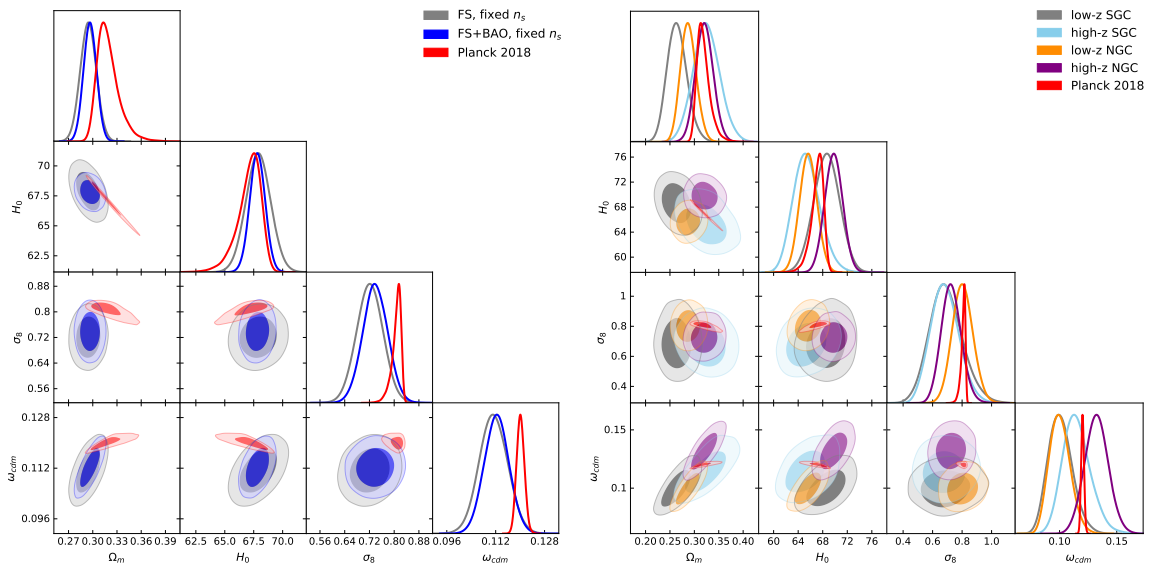 FS, fixed n_s
FS+BAO, fixed n_s
Planck 2018
70.0
67.5
65.0
62.5
H_0
0.88
0.80
0.72
0.64
0.56
σ_8
0.128
0.112
0.096
ω_cdm
0.27 0.30 0.33 0.36 0.39
Ω_m
62.5 65.0 67.5 70.0
H_0
0.56 0.64 0.72 0.80 0.88
σ_8
0.096 0.112 0.128
ω_cdm
low-z SGC
high-z SGC
low-z NGC
high-z NGC
Planck 2018
76
72
68
64
60
H_0
1
0.8
0.6
0.4
σ_8
0.15
0.1
ω_cdm
0.20 0.25 0.30 0.35 0.40
Ω_m
60 64 68 72 76
H_0
0.4 0.6 0.8 1.0
σ_8
0.10 0.15
ω_cdm